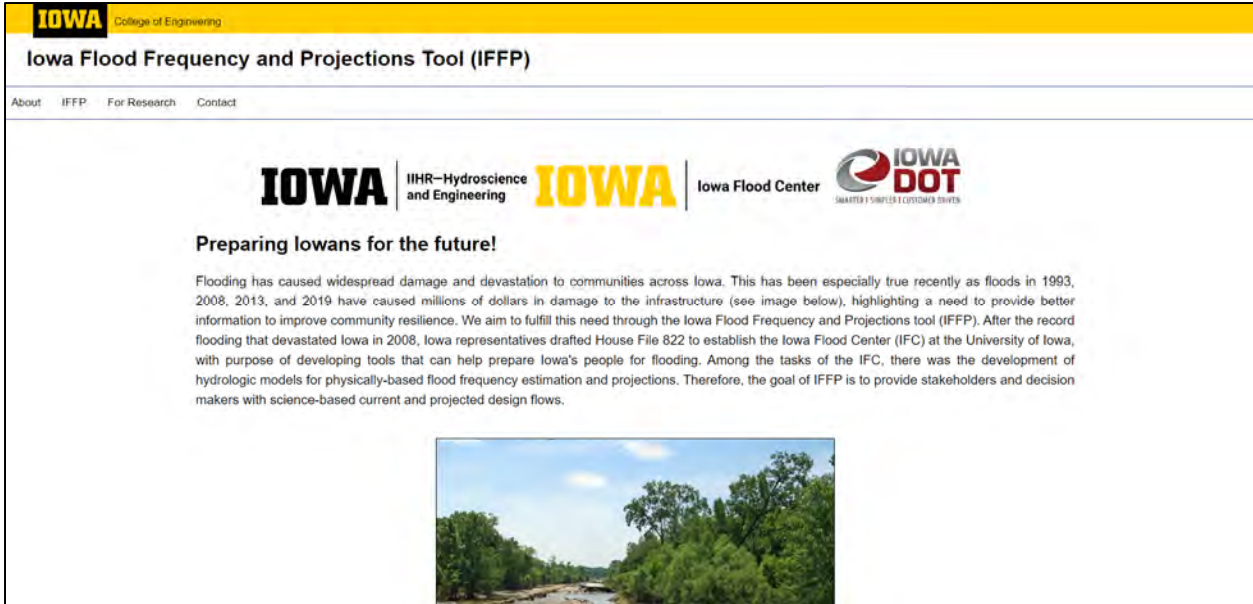 IOWA College of Engineering
Iowa Flood Frequency and Projections Tool (IFFP)
About IFFP For Research Contact
IOWA IIHR–Hydroscience and Engineering IOWA Iowa Flood Center IOWA DOT
SMARTER | SIMPLER | CUSTOMER DRIVEN
Preparing Iowans for the future!
Flooding has caused widespread damage and devastation to communities across Iowa. This has been especially true recently as floods in 1993,
2008, 2013, and 2019 have caused millions of dollars in damage to the infrastructure (see image below), highlighting a need to provide better
information to improve community resilience. We aim to fulfill this need through the Iowa Flood Frequency and Projections tool (IFFP). After the record
flooding that devastated Iowa in 2008, Iowa representatives drafted House File 822 to establish the Iowa Flood Center (IFC) at the University of Iowa,
with purpose of developing tools that can help prepare Iowa's people for flooding. Among the tasks of the IFC, there was the development of
hydrologic models for physically-based flood frequency estimation and projections. Therefore, the goal of IFFP is to provide stakeholders and decision
makers with science-based current and projected design flows.